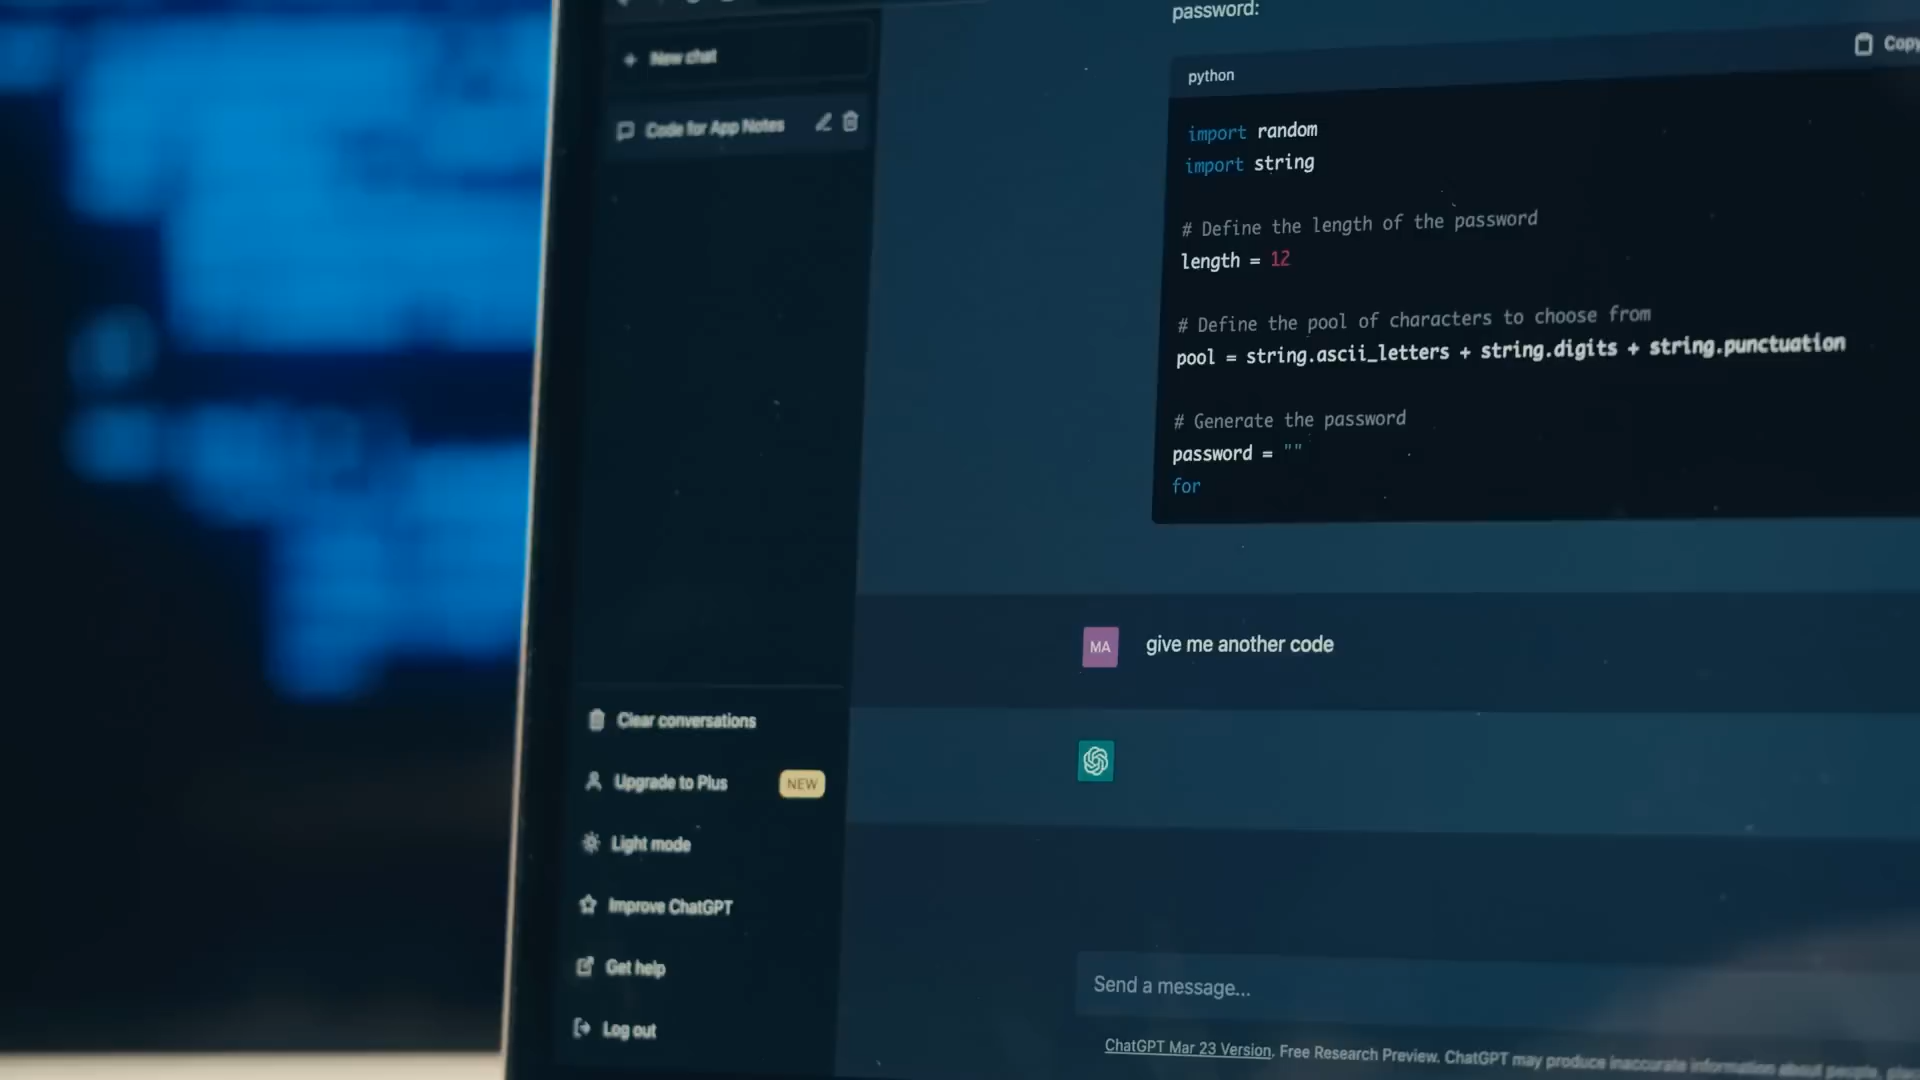 New chat
Code for App Notes
Clear conversations
Upgrade to Plus NEW
Light mode
Improve ChatGPT
Get help
Log out
password:
python
Copy
import random
import string
# Define the length of the password
length = 12
# Define the pool of characters to choose from
pool = string.ascii_letters + string.digits + string.punctuation
# Generate the password
password = ""
for
MA
give me another code
Send a message...
ChatGPT Mar 23 Version. Free Research Preview. ChatGPT may produce inaccurate information about people,